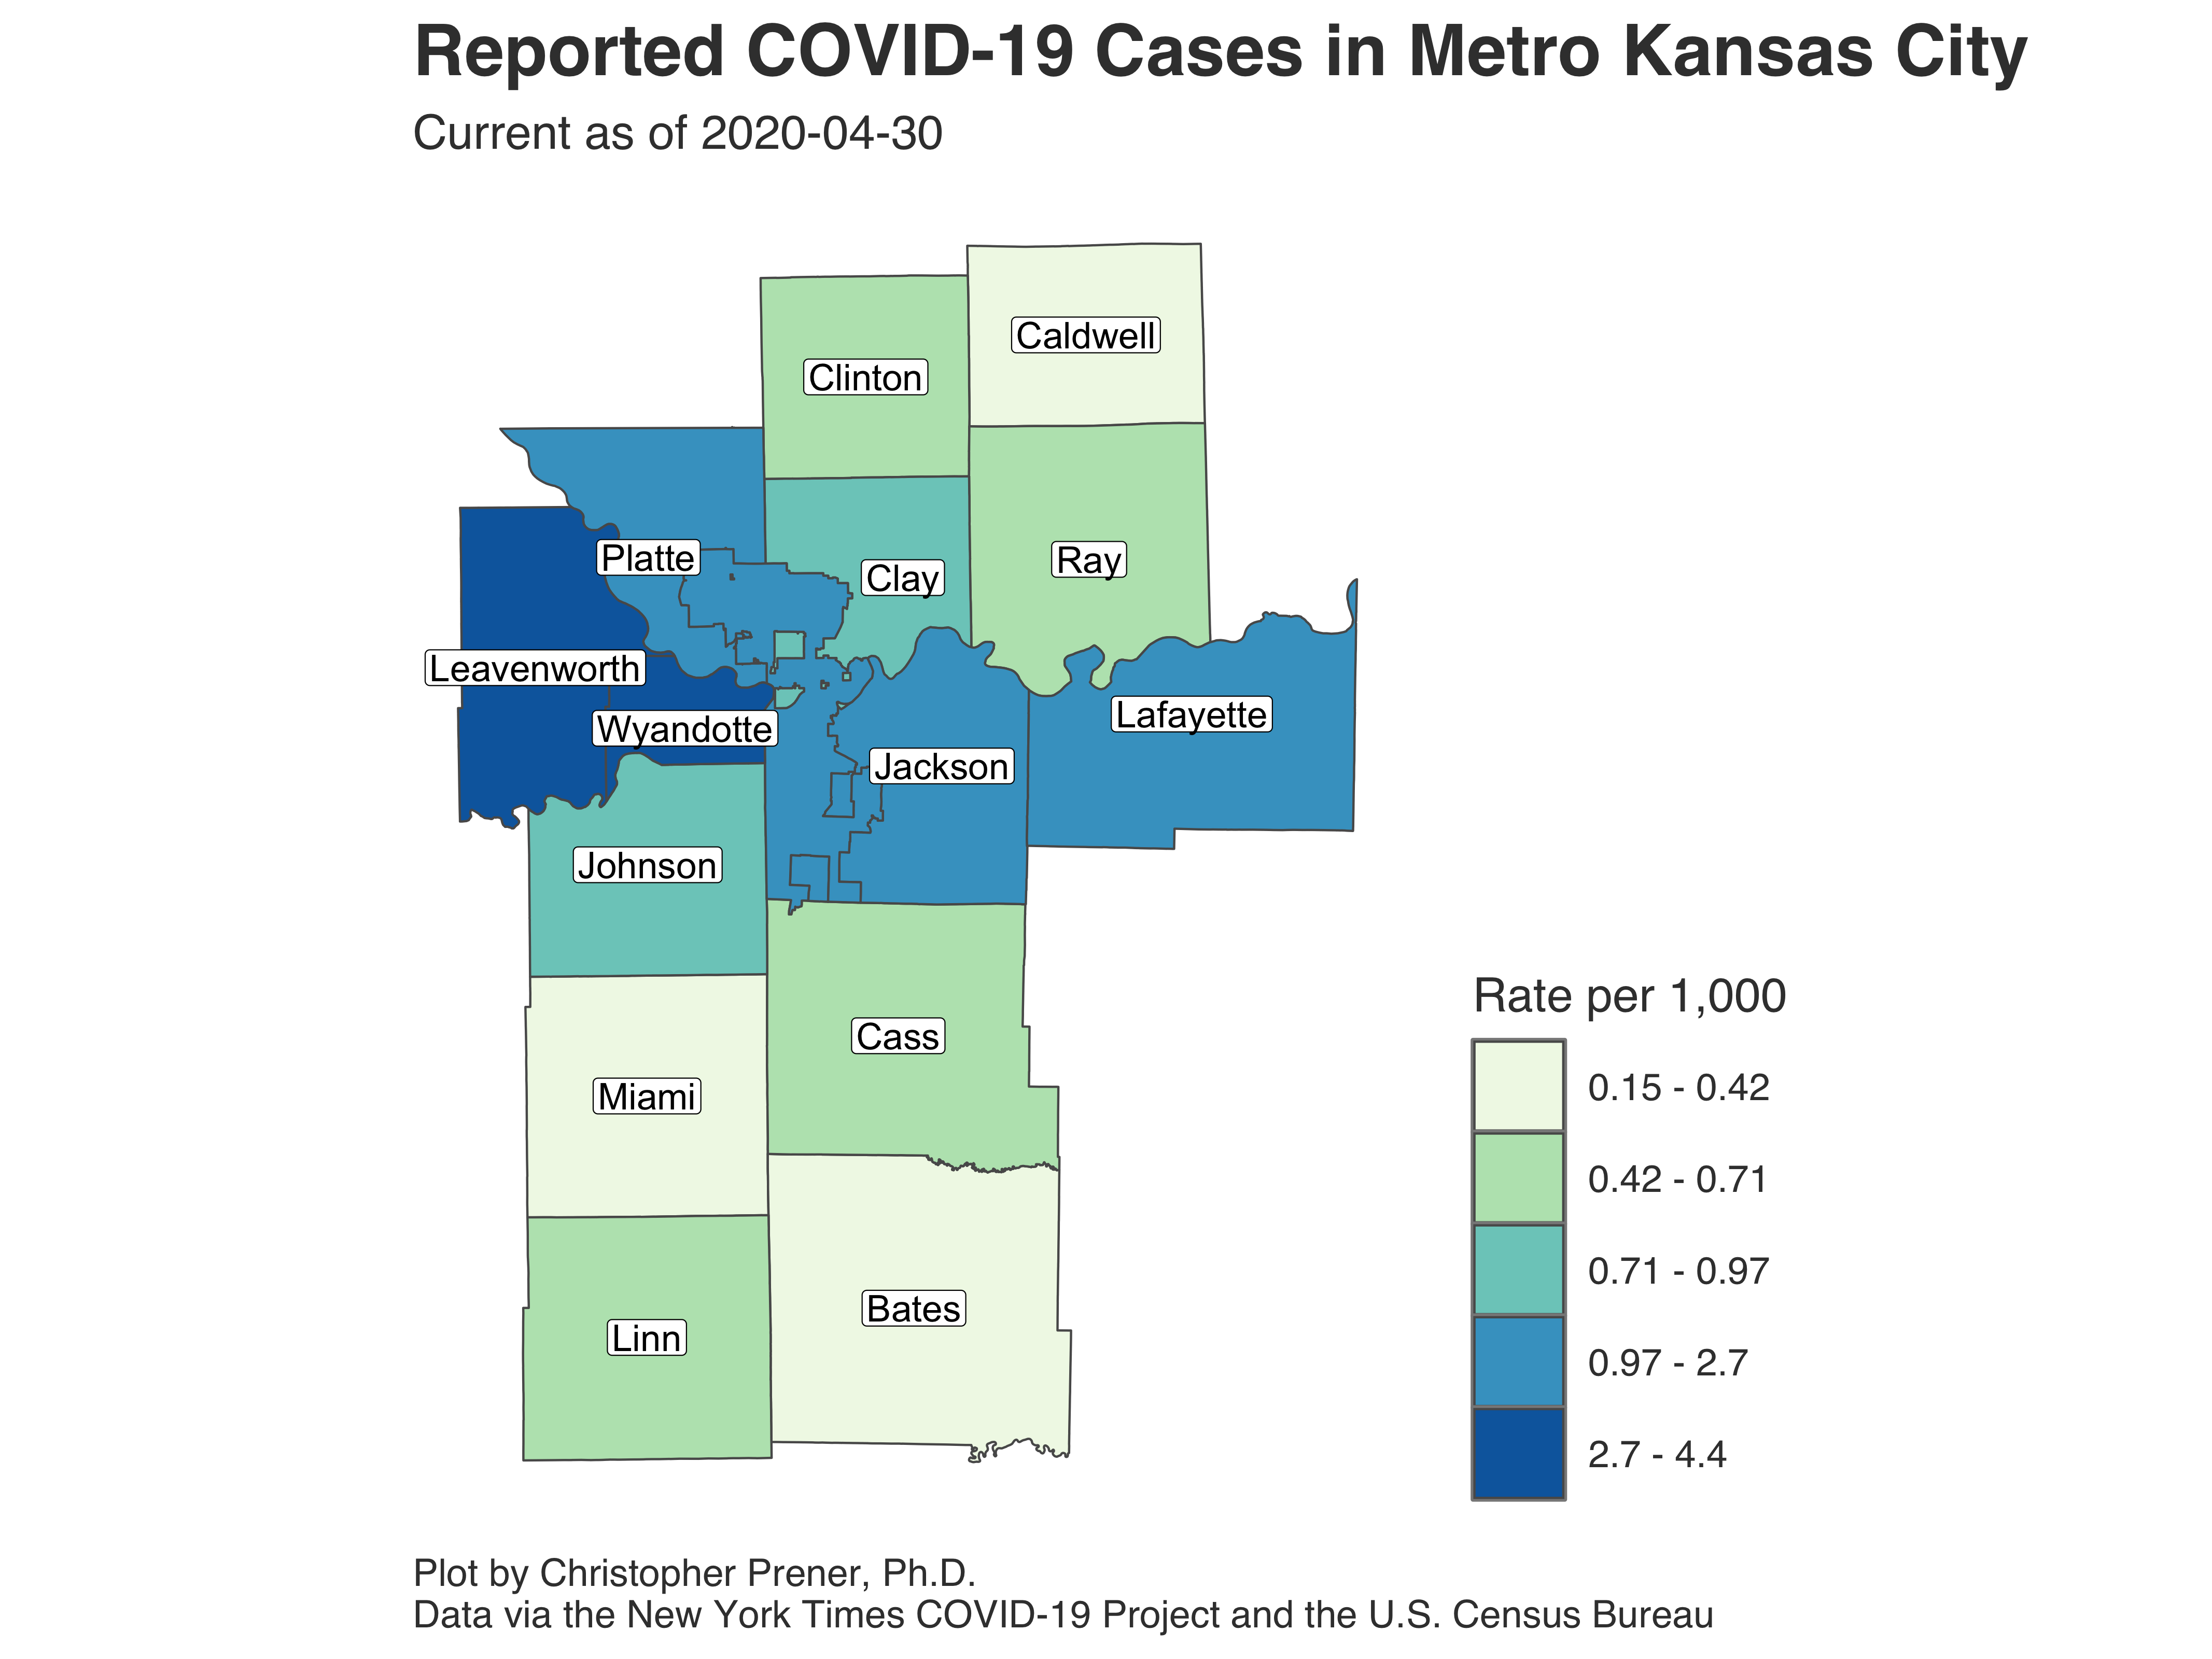 Reported COVID-19 Cases in Metro Kansas City
Current as of 2020-04-30
Caldwell
Clinton
Platte
Clay
Ray
Leavenworth
Wyandotte
Lafayette
Jackson
Johnson
Cass
Miami
Bates
Linn
Rate per 1,000
0.15 - 0.42
0.42 - 0.71
0.71 - 0.97
0.97 - 2.7
2.7 - 4.4
Plot by Christopher Prener, Ph.D.
Data via the New York Times COVID-19 Project and the U.S. Census Bureau